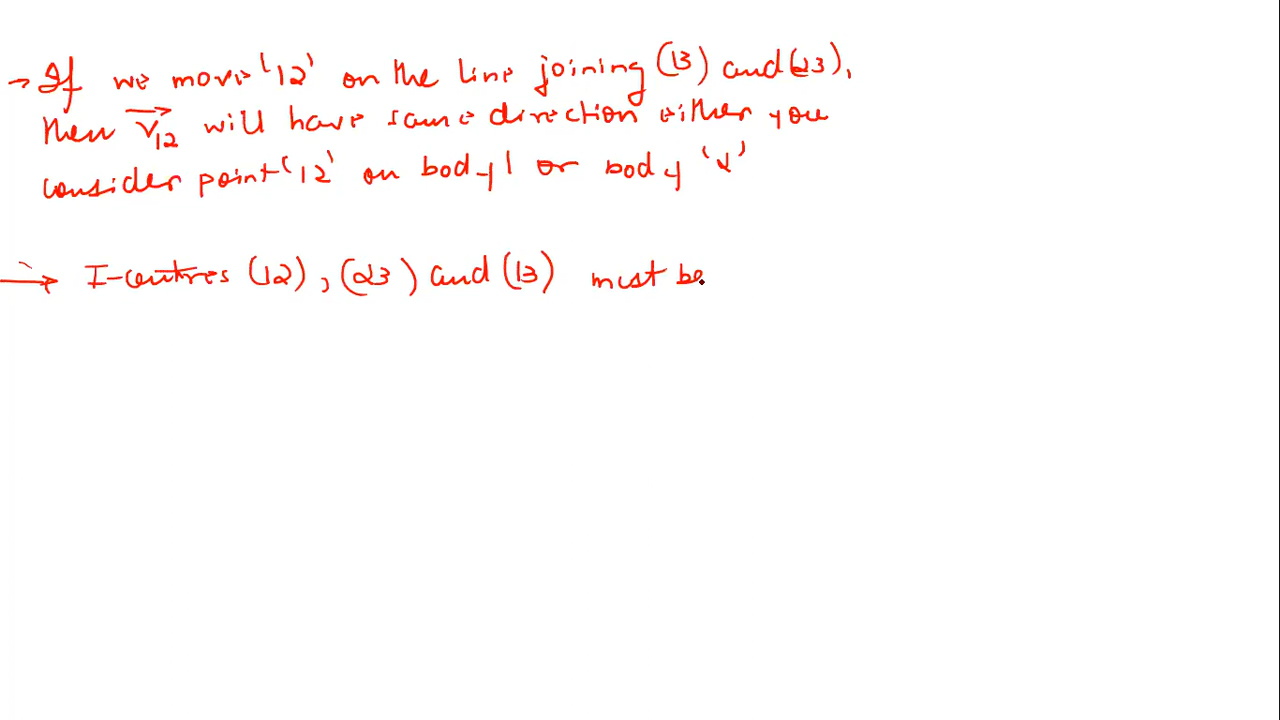 → If we move '12' on the line joining (13) and (23),
then V₁₂ will have same direction either you
consider point '12' on body 1 or body '2'
→ I-centres (12), (23) and (13) must be